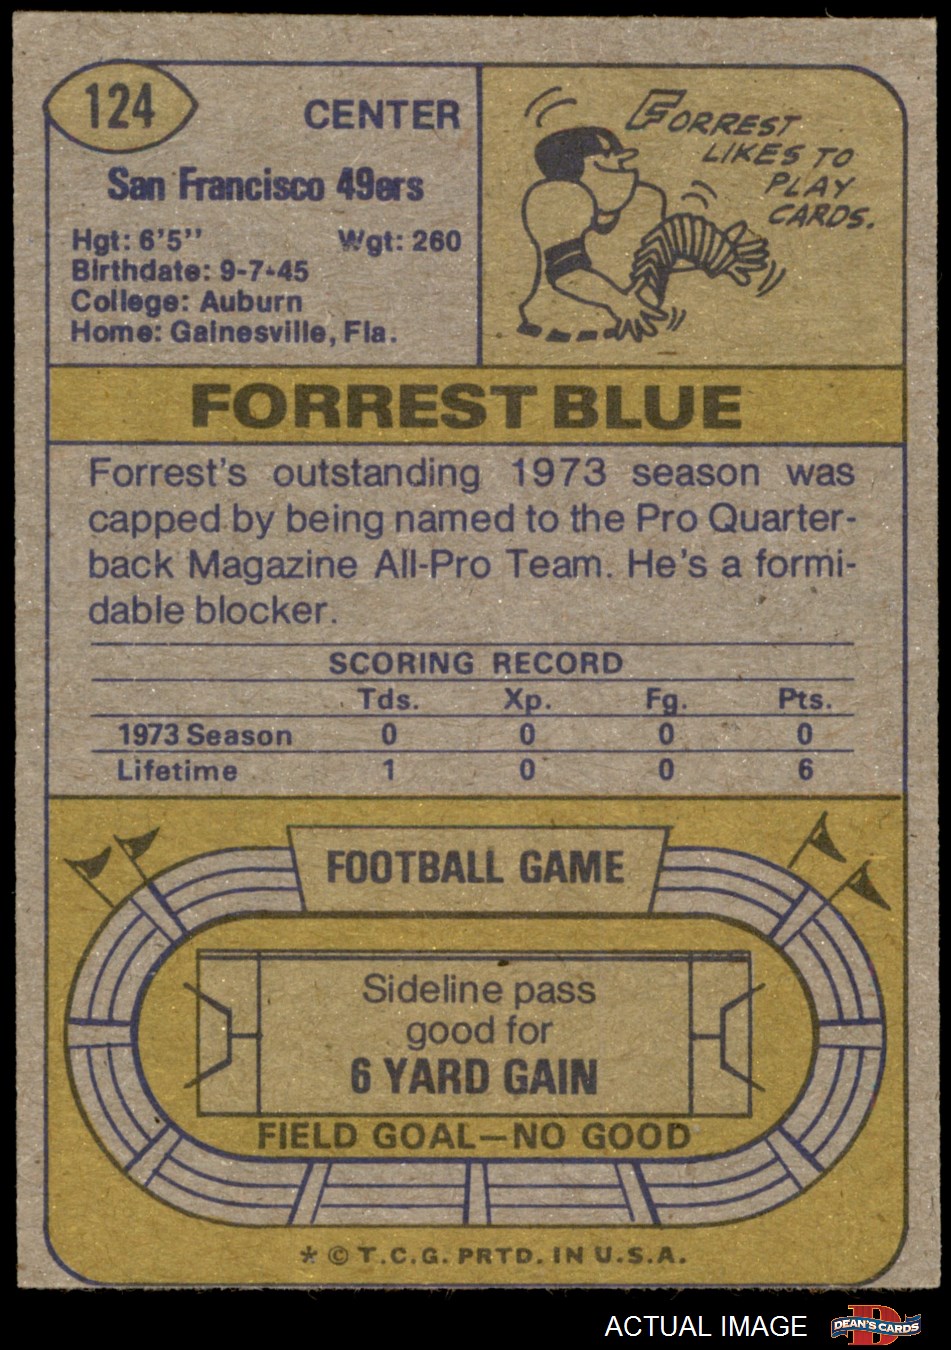 124
CENTER
San Francisco 49ers
Hgt: 6'5'' Wgt: 260
Birthdate: 9-7-45
College: Auburn
Home: Gainesville, Fla.
FORREST
LIKES TO
PLAY
CARDS.
FORREST BLUE
Forrest's outstanding 1973 season was
capped by being named to the Pro Quarter-
back Magazine All-Pro Team. He's a formi-
dable blocker.
SCORING RECORD
Tds. Xp. Fg. Pts.
1973 Season 0 0 0 0
Lifetime 1 0 0 6
FOOTBALL GAME
Sideline pass
good for
6 YARD GAIN
FIELD GOAL—NO GOOD
* © T.C.G. PRTD. IN U.S.A.
ACTUAL IMAGE
D
DEAN'S CARDS